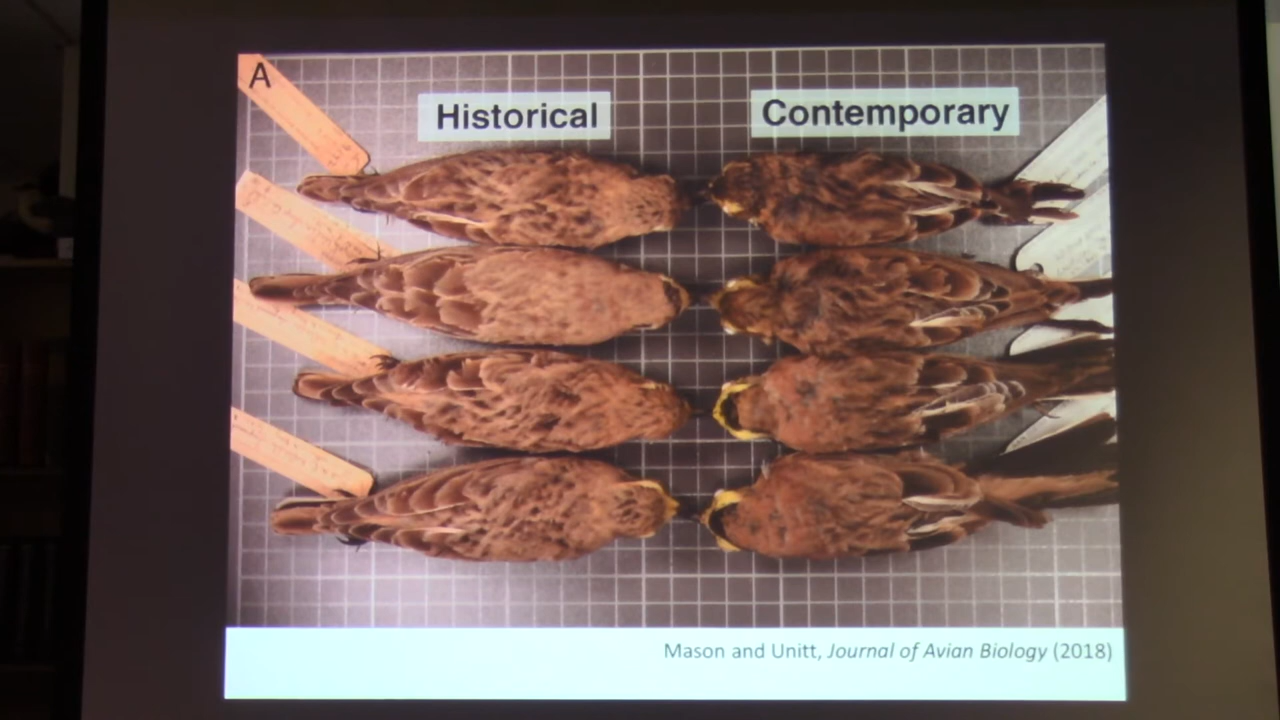 A
Historical
Contemporary
Mason and Unitt, Journal of Avian Biology (2018)